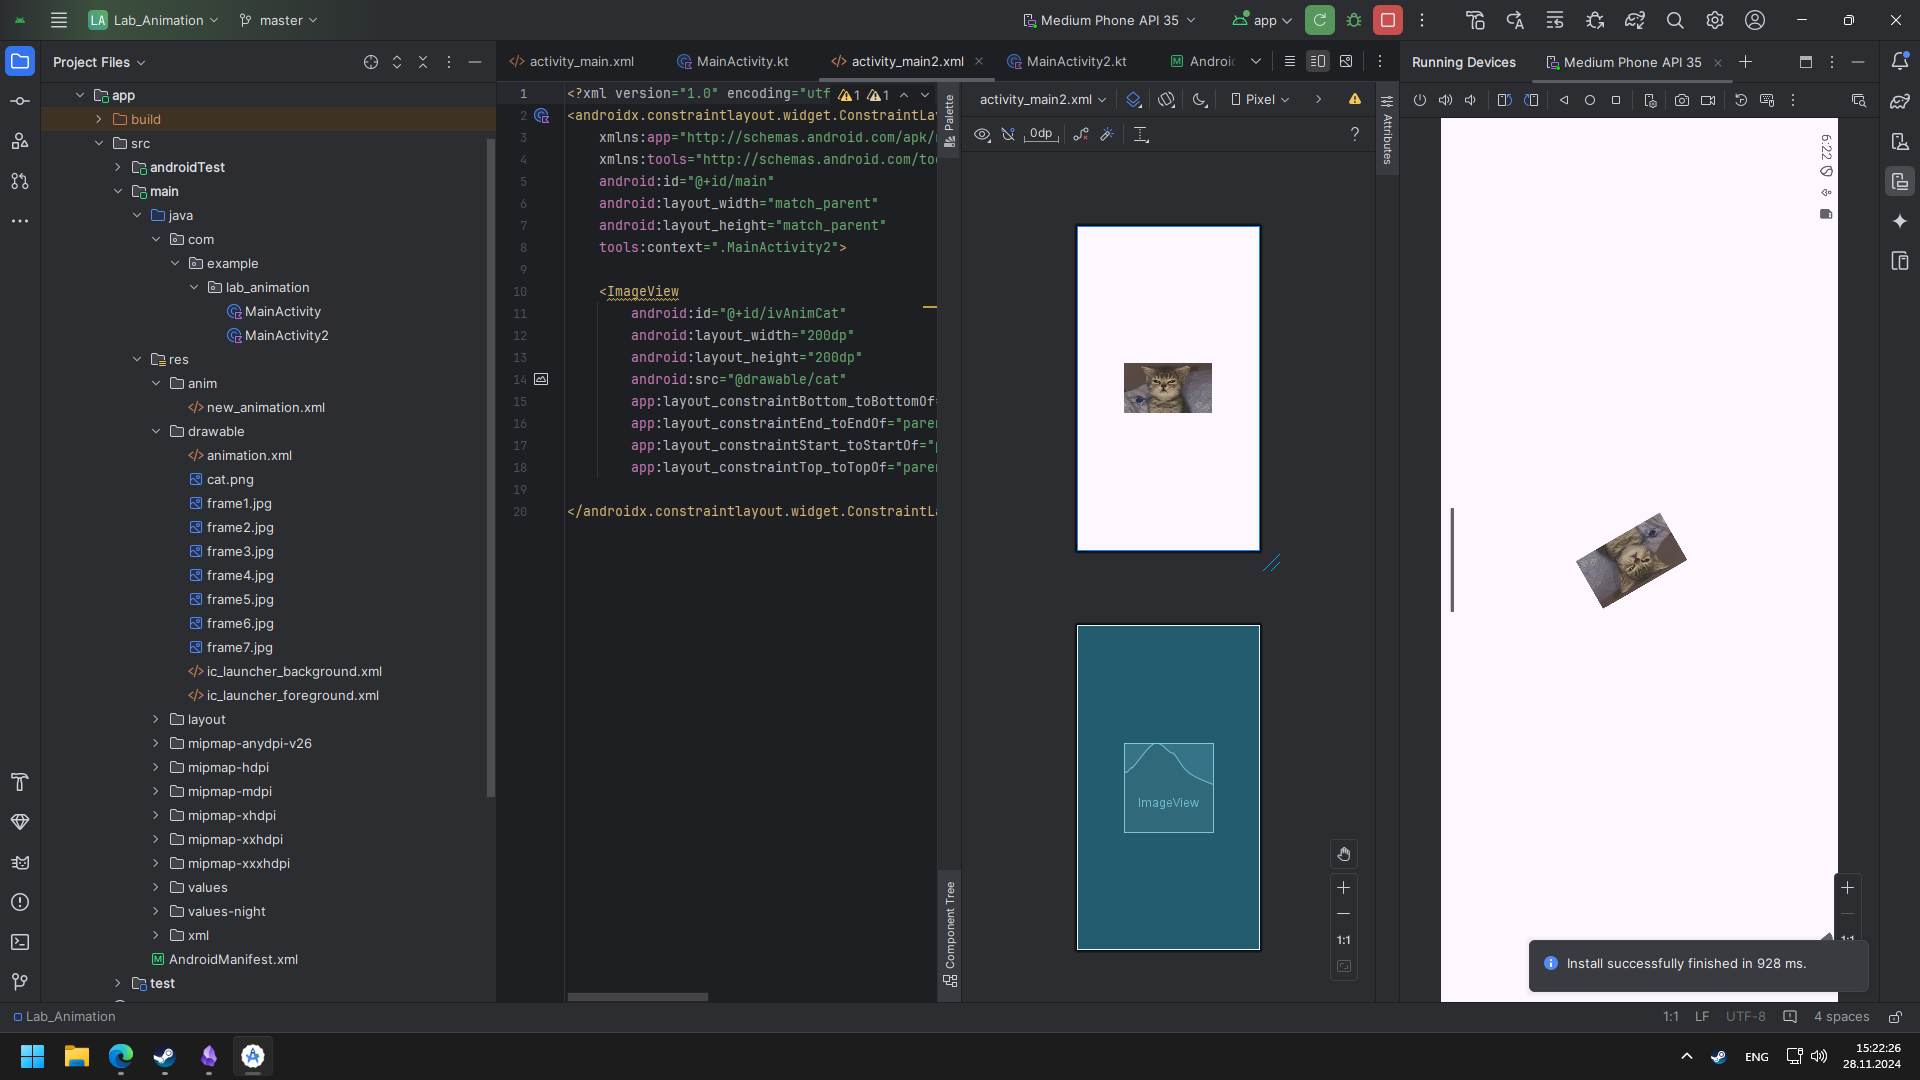 LA Lab_Animation
master
Medium Phone API 35
app
Project Files
activity_main.xml
MainActivity.kt
activity_main2.xml
MainActivity2.kt
Running Devices
Medium Phone API 35
app
build
src
androidTest
main
java
com
example
lab_animation
MainActivity
MainActivity2
res
anim
new_animation.xml
drawable
animation.xml
cat.png
frame1.jpg
frame2.jpg
frame3.jpg
frame4.jpg
frame5.jpg
frame6.jpg
frame7.jpg
ic_launcher_background.xml
ic_launcher_foreground.xml
layout
mipmap-anydpi-v26
mipmap-hdpi
mipmap-mdpi
mipmap-xhdpi
mipmap-xxhdpi
mipmap-xxxhdpi
values
values-night
xml
AndroidManifest.xml
test
1 <?xml version="1.0" encoding="utf
1 1
2 <androidx.constraintlayout.widget.ConstraintLa
3 xmlns:app="http://schemas.android.com/apk/
4 xmlns:tools="http://schemas.android.com/too
5 android:id="@+id/main"
6 android:layout_width="match_parent"
7 android:layout_height="match_parent"
8 tools:context=".MainActivity2">
9
10 <ImageView
11 android:id="@+id/ivAnimCat"
12 android:layout_width="200dp"
13 android:layout_height="200dp"
14 android:src="@drawable/cat"
15 app:layout_constraintBottom_toBottomOf=
16 app:layout_constraintEnd_toEndOf="paren
17 app:layout_constraintStart_toStartOf="p
18 app:layout_constraintTop_toTopOf="paren
19
20 </androidx.constraintlayout.widget.ConstraintLa
Palette
Component Tree
activity_main2.xml
Pixel
0dp
?
Attributes
ImageView
1:1
6:22
Install successfully finished in 928 ms.
Lab_Animation
1:1
LF
UTF-8
4 spaces
ENG
15:22:26
28.11.2024